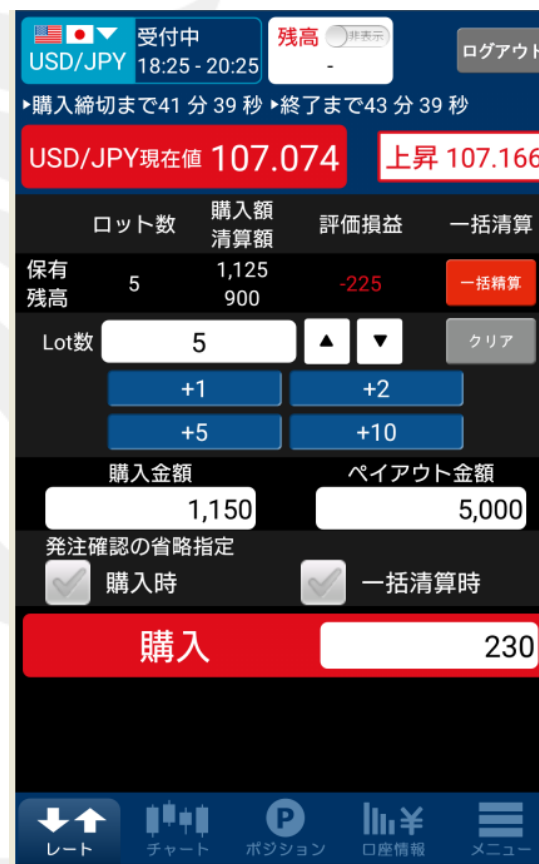 受付中
残高 非表示
ログアウト
USD/JPY 18:25 - 20:25 -
▸購入締切まで41 分 39 秒 ▸終了まで43 分 39 秒
USD/JPY現在値 107.074 上昇 107.166
ロット数 購入額 評価損益 一括清算
清算額
保有 5 1,125 -225 一括精算
残高 900
Lot数 5 ▲ ▼ クリア
+1 +2
+5 +10
購入金額 ペイアウト金額
1,150 5,000
発注確認の省略指定
購入時 一括清算時
購入 230
レート チャート P ポジション 口座情報 メニュー